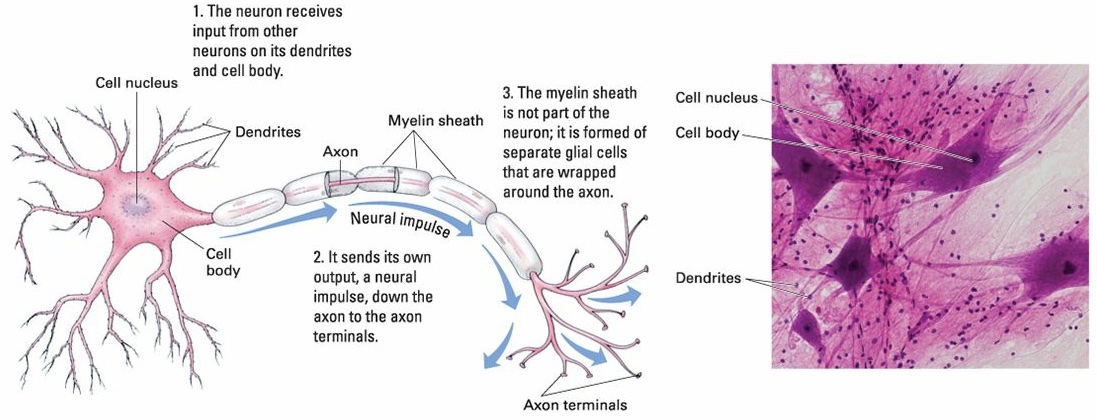 1. The neuron receives
input from other
neurons on its dendrites
and cell body.
Cell nucleus
Dendrites
Myelin sheath
Axon
3. The myelin sheath
is not part of the
neuron; it is formed of
separate glial cells
that are wrapped
around the axon.
Neural impulse
Cell
body
2. It sends its own
output, a neural
impulse, down the
axon to the axon
terminals.
Axon terminals
Cell nucleus
Cell body
Dendrites